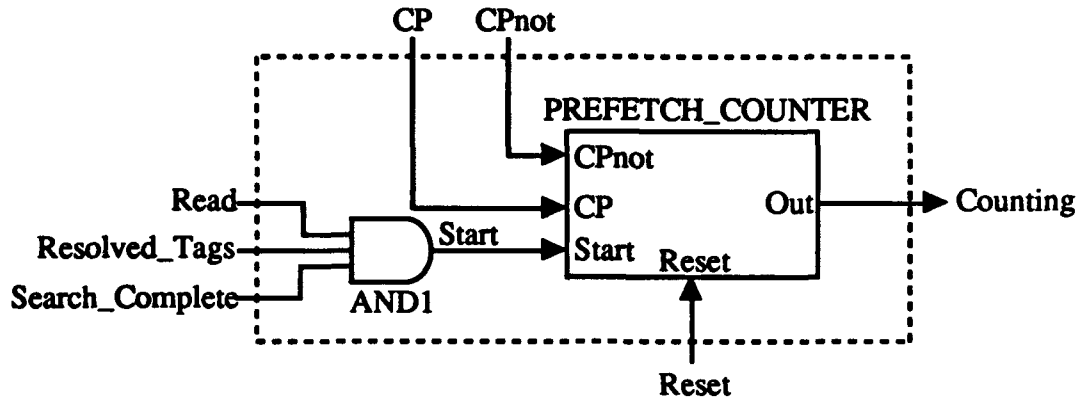 CP CPnot
PREFETCH_COUNTER
CPnot
Read
CP
Out
Counting
Start
Resolved_Tags
Start
Reset
Search_Complete
AND1
Reset